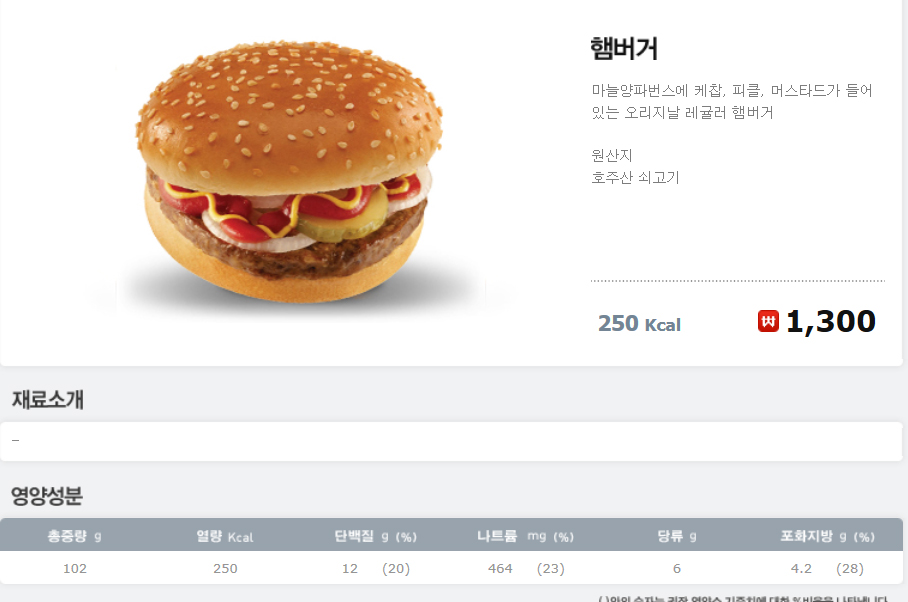 햄버거
마늘양파번스에 케찹, 피클, 머스타드가 들어
있는 오리지날 레귤러 햄버거
원산지
호주산 쇠고기
250 Kcal ₩ 1,300
재료소개
–
영양성분
총중량 g 열량 Kcal 단백질 g (%) 나트륨 mg (%) 당류 g 포화지방 g (%)
102 250 12 (20) 464 (23) 6 4.2 (28)